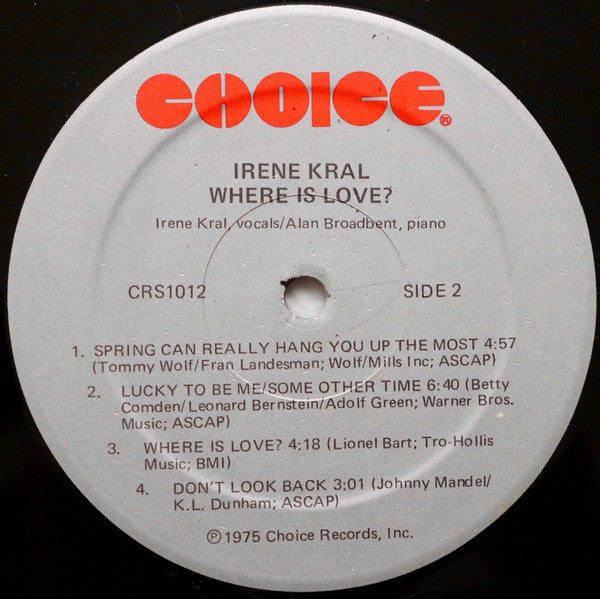 CHOICE®
IRENE KRAL
WHERE IS LOVE?
Irene Kral, vocals/Alan Broadbent, piano
CRS1012
SIDE 2
1. SPRING CAN REALLY HANG YOU UP THE MOST 4:57
(Tommy Wolf/Fran Landesman; Wolf/Mills Inc; ASCAP)
2. LUCKY TO BE ME/SOME OTHER TIME 6:40 (Betty
Comden/Leonard Bernstein/Adolf Green; Warner Bros.
Music; ASCAP)
3. WHERE IS LOVE? 4:18 (Lionel Bart; Tro-Hollis
Music; BMI)
4. DON'T LOOK BACK 3:01 (Johnny Mandel/
K.L. Dunham; ASCAP)
℗1975 Choice Records, Inc.